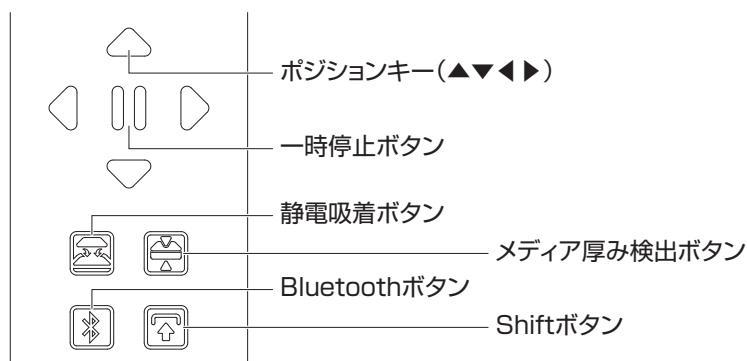 ポジションキー(▲▼◀▶)
一時停止ボタン
静電吸着ボタン
メディア厚み検出ボタン
Bluetoothボタン
Shiftボタン